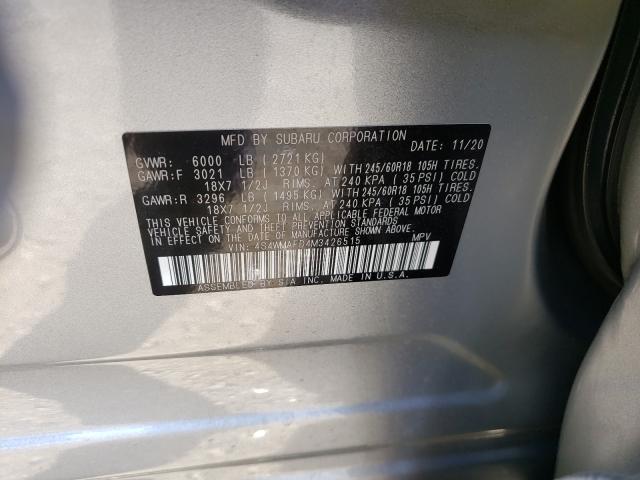 MFD BY SUBARU CORPORATION DATE: 11/20
GVWR: 6000 LB (2721 KG)
GAWR:F 3021 LB (1370 KG) WITH 245/60R18 105H TIRES.
18X7 1/2J RIMS. AT 240 KPA (35 PSI) COLD
GAWR:R 3296 LB (1495 KG) WITH 245/60R18 105H TIRES.
18X7 1/2J RIMS. AT 240 KPA (35 PSI) COLD
THIS VEHICLE CONFORMS TO ALL APPLICABLE FEDERAL MOTOR
VEHICLE SAFETY AND THEFT PREVENTION STANDARDS
IN EFFECT ON THE DATE OF MANUFACTURE SHOWN ABOVE.
VIN: 4S4WMAFD4M3426515 MPV
ASSEMBLED BY S.I.A INC. MADE IN U.S.A.